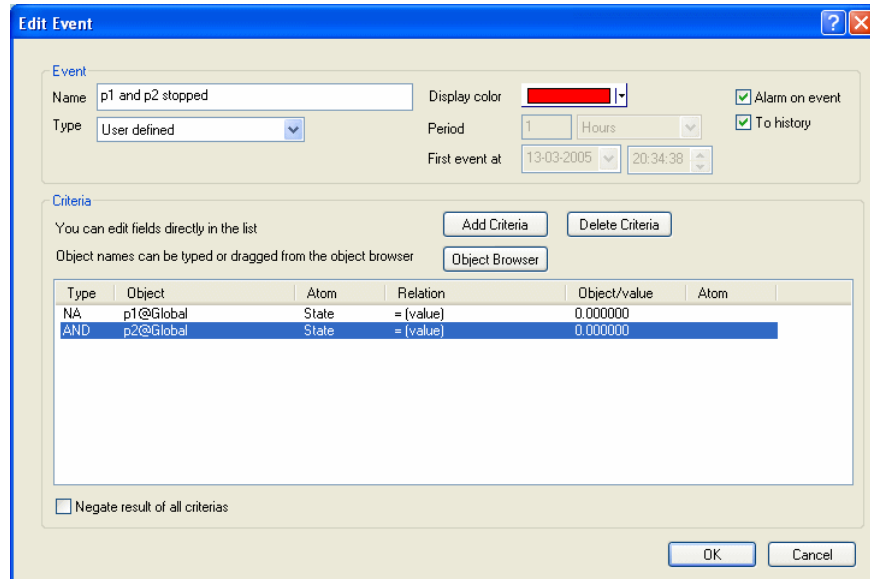 Edit Event
Event
Name p1 and p2 stopped Display color Alarm on event
Type User defined Period 1 Hours To history
First event at 13-03-2005 20:34:38
Criteria
You can edit fields directly in the list Add Criteria Delete Criteria
Object names can be typed or dragged from the object browser Object Browser
Type Object Atom Relation Object/value Atom
NA p1@Global State = (value) 0.000000
AND p2@Global State = (value) 0.000000
Negate result of all criterias
OK Cancel